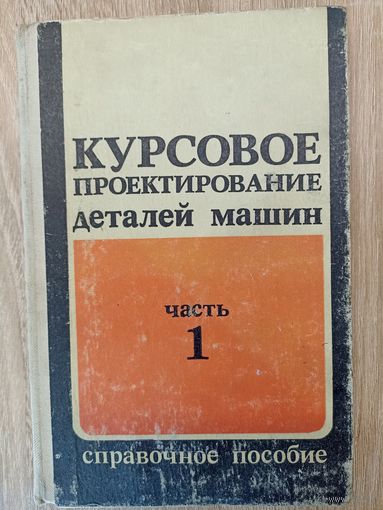 КУРСОВОЕ
ПРОЕКТИРОВАНИЕ
деталей машин
часть
1
справочное пособие